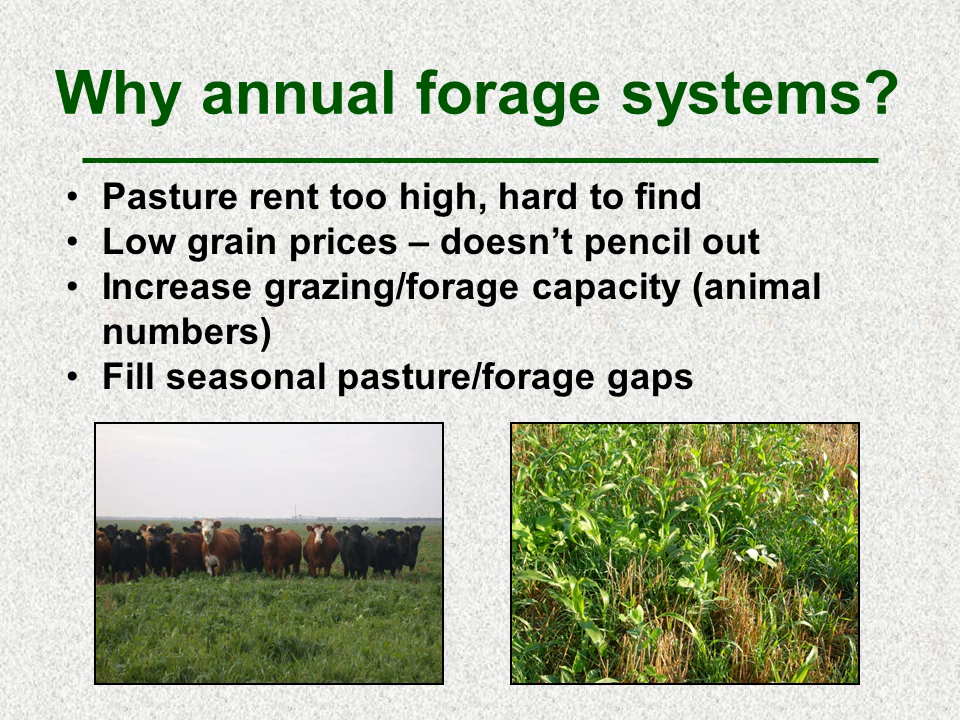 Why annual forage systems?
• Pasture rent too high, hard to find
• Low grain prices – doesn’t pencil out
• Increase grazing/forage capacity (animal
numbers)
• Fill seasonal pasture/forage gaps